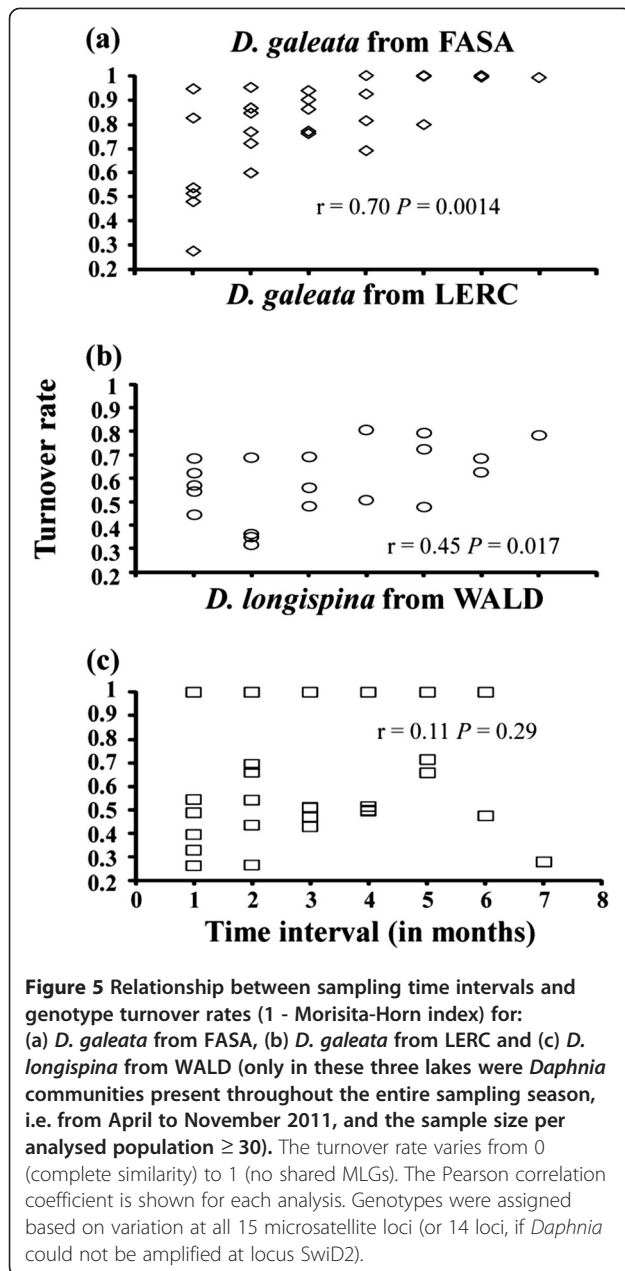 (a)
D. galeata from FASA
1
0.9
0.8
0.7
0.6
0.5
0.4
0.3
0.2
r = 0.70 P = 0.0014
D. galeata from LERC
(b)
1
0.9
0.8
0.7
0.6
0.5
0.4
0.3
0.2
r = 0.45 P = 0.017
Turnover rate
D. longispina from WALD
(c)
1
0.9
0.8
0.7
0.6
0.5
0.4
0.3
0.2
r = 0.11 P = 0.29
0 1 2 3 4 5 6 7 8
Time interval (in months)
Figure 5 Relationship between sampling time intervals and
genotype turnover rates (1 - Morisita-Horn index) for:
(a) D. galeata from FASA, (b) D. galeata from LERC and (c) D.
longispina from WALD (only in these three lakes were Daphnia
communities present throughout the entire sampling season,
i.e. from April to November 2011, and the sample size per
analysed population ≥ 30). The turnover rate varies from 0
(complete similarity) to 1 (no shared MLGs). The Pearson correlation
coefficient is shown for each analysis. Genotypes were assigned
based on variation at all 15 microsatellite loci (or 14 loci, if Daphnia
could not be amplified at locus SwiD2).